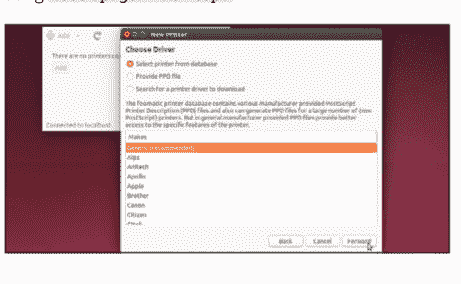 Add
New Printer
There are no printers
Add
Connected to localhost
Choose Driver
Select printer from database
Provide PPD file
Search for a printer driver to download
The foomatic printer database contains various manufacturer provided PostScript
Printer Description (PPD) files and also can generate PPD files for a large number of (non
PostScript) printers. But in general manufacturer provided PPD files provide better
access to the specific features of the printer.
Makes
Generic (recommended)
Alps
Anitech
Apollo
Apple
Brother
Canon
Citizen
Back
Cancel
Forward